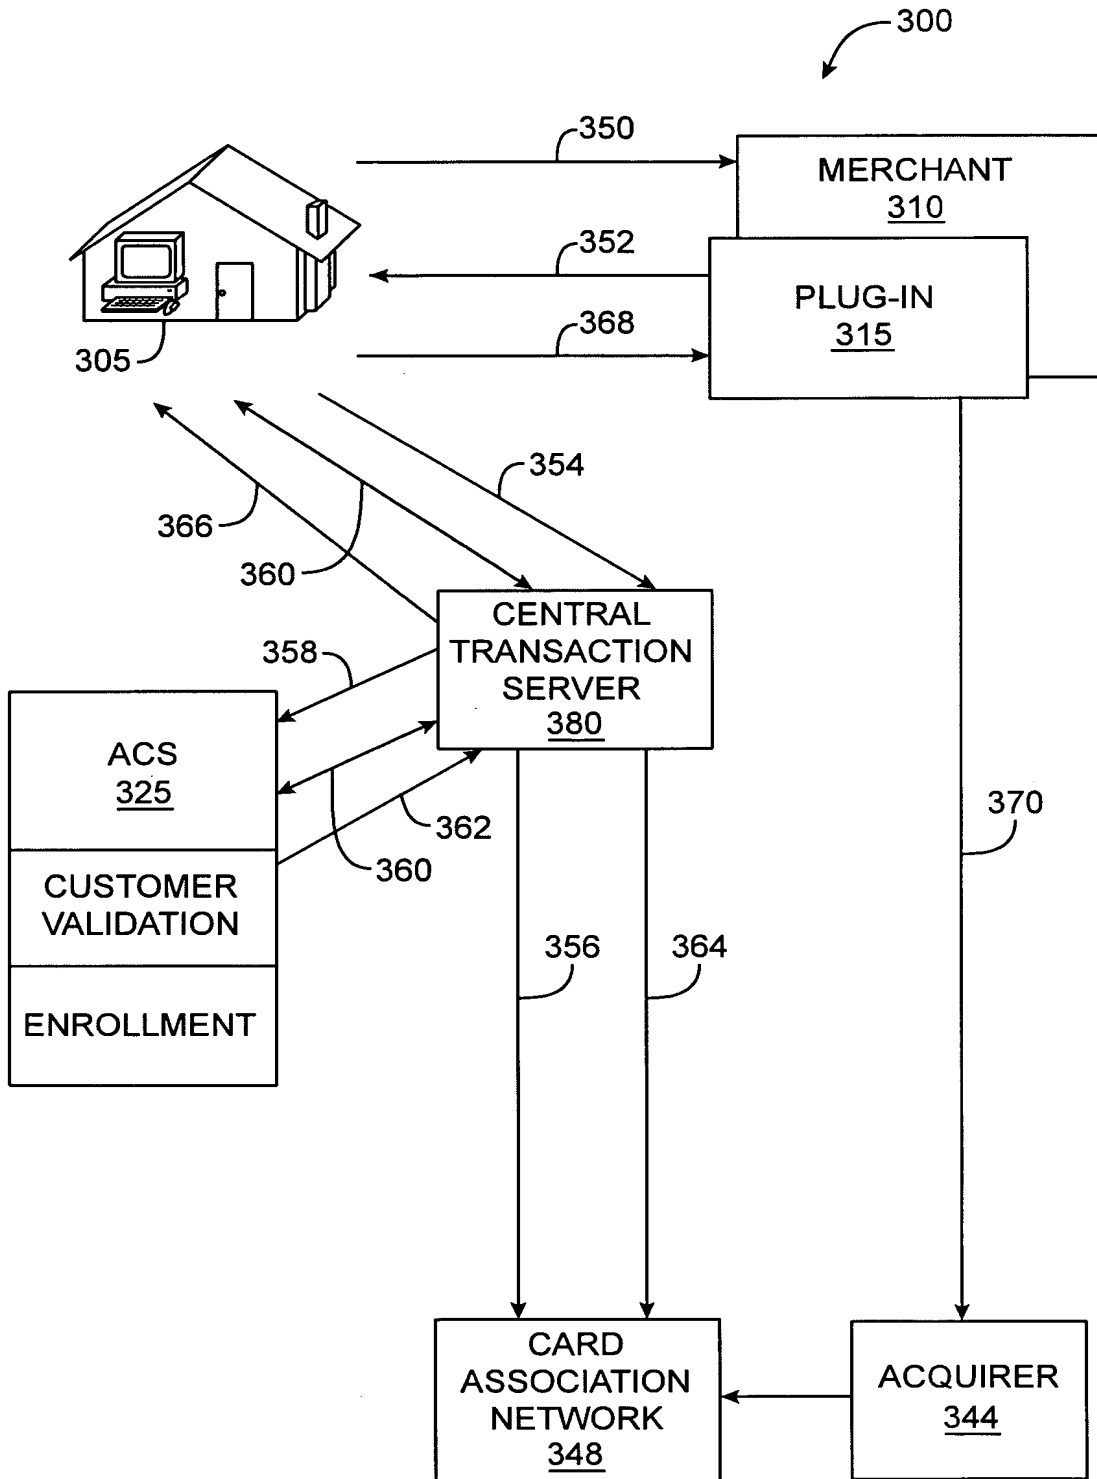 300
350
MERCHANT
310
352
PLUG-IN
315
368
305
354
366
360
CENTRAL
TRANSACTION
SERVER
380
358
ACS
325
362
360
370
CUSTOMER
VALIDATION
356
364
ENROLLMENT
CARD
ASSOCIATION
NETWORK
348
ACQUIRER
344